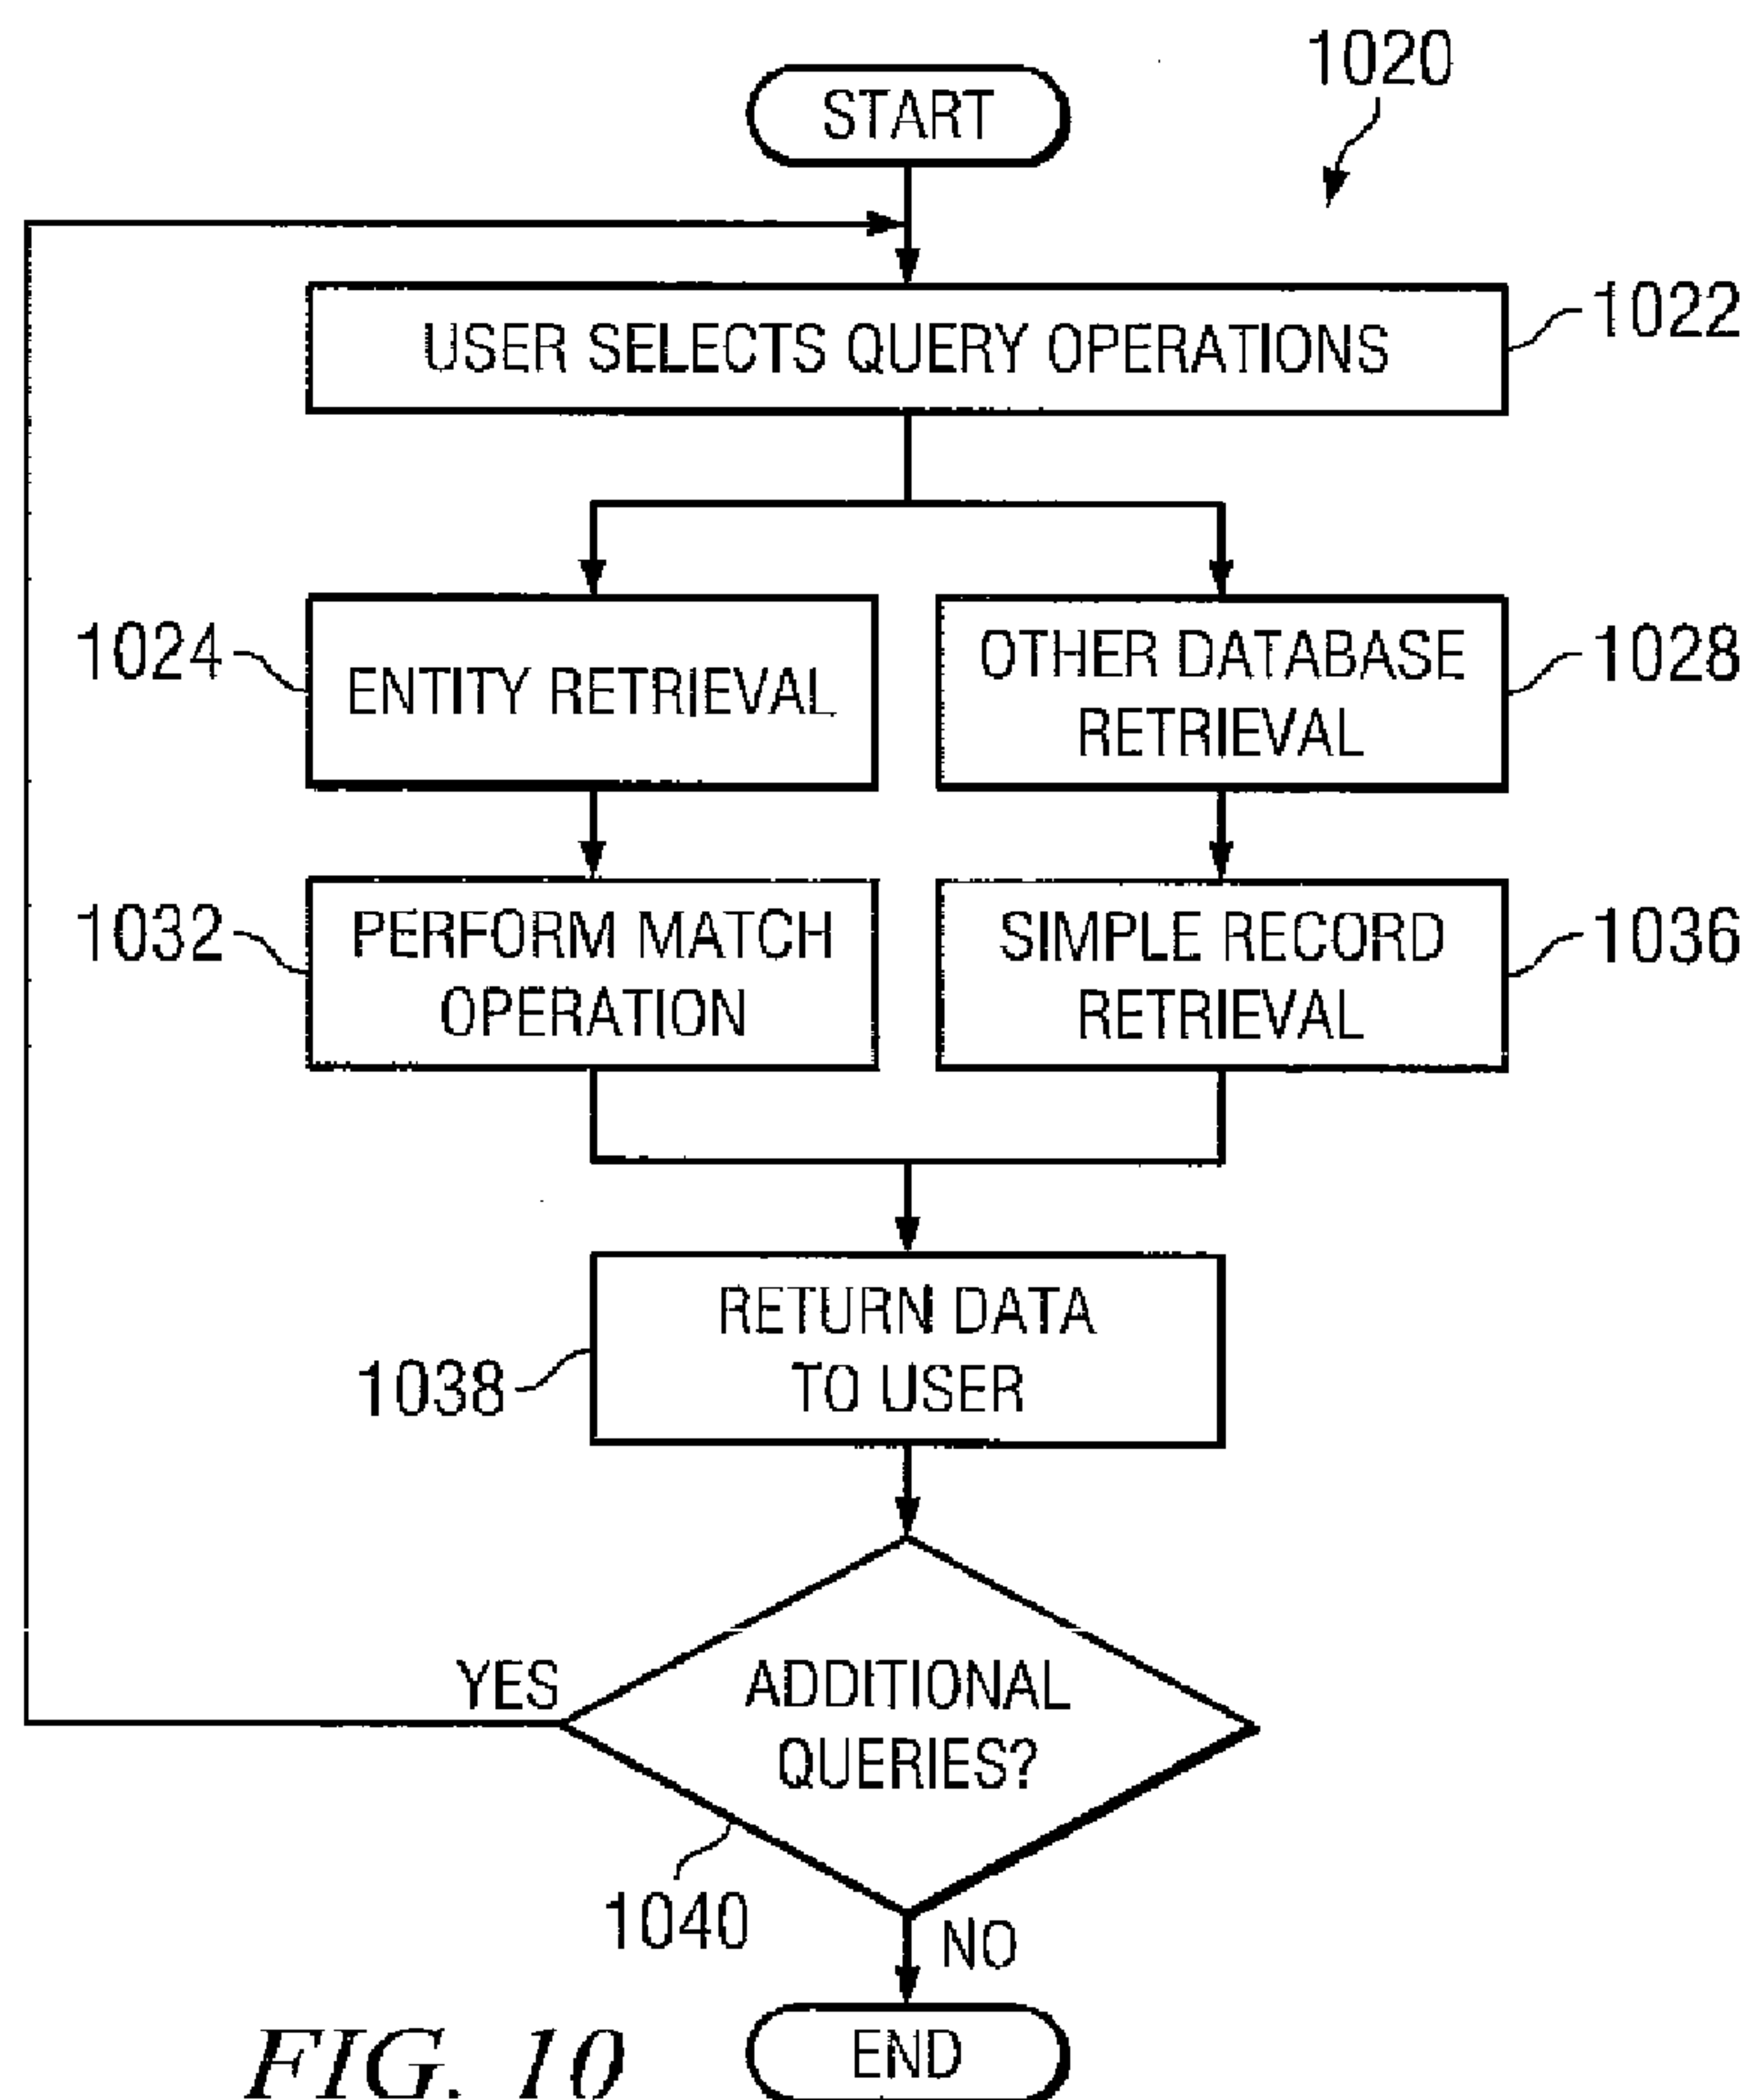 1020
START
USER SELECTS QUERY OPERATIONS
1022
1024
ENTITY RETRIEVAL
OTHER DATABASE
RETRIEVAL
1028
1032
PERFORM MATCH
OPERATION
SIMPLE RECORD
RETRIEVAL
1036
RETURN DATA
TO USER
1038
YES
ADDITIONAL
QUERIES?
1040
NO
END
FIG. 10